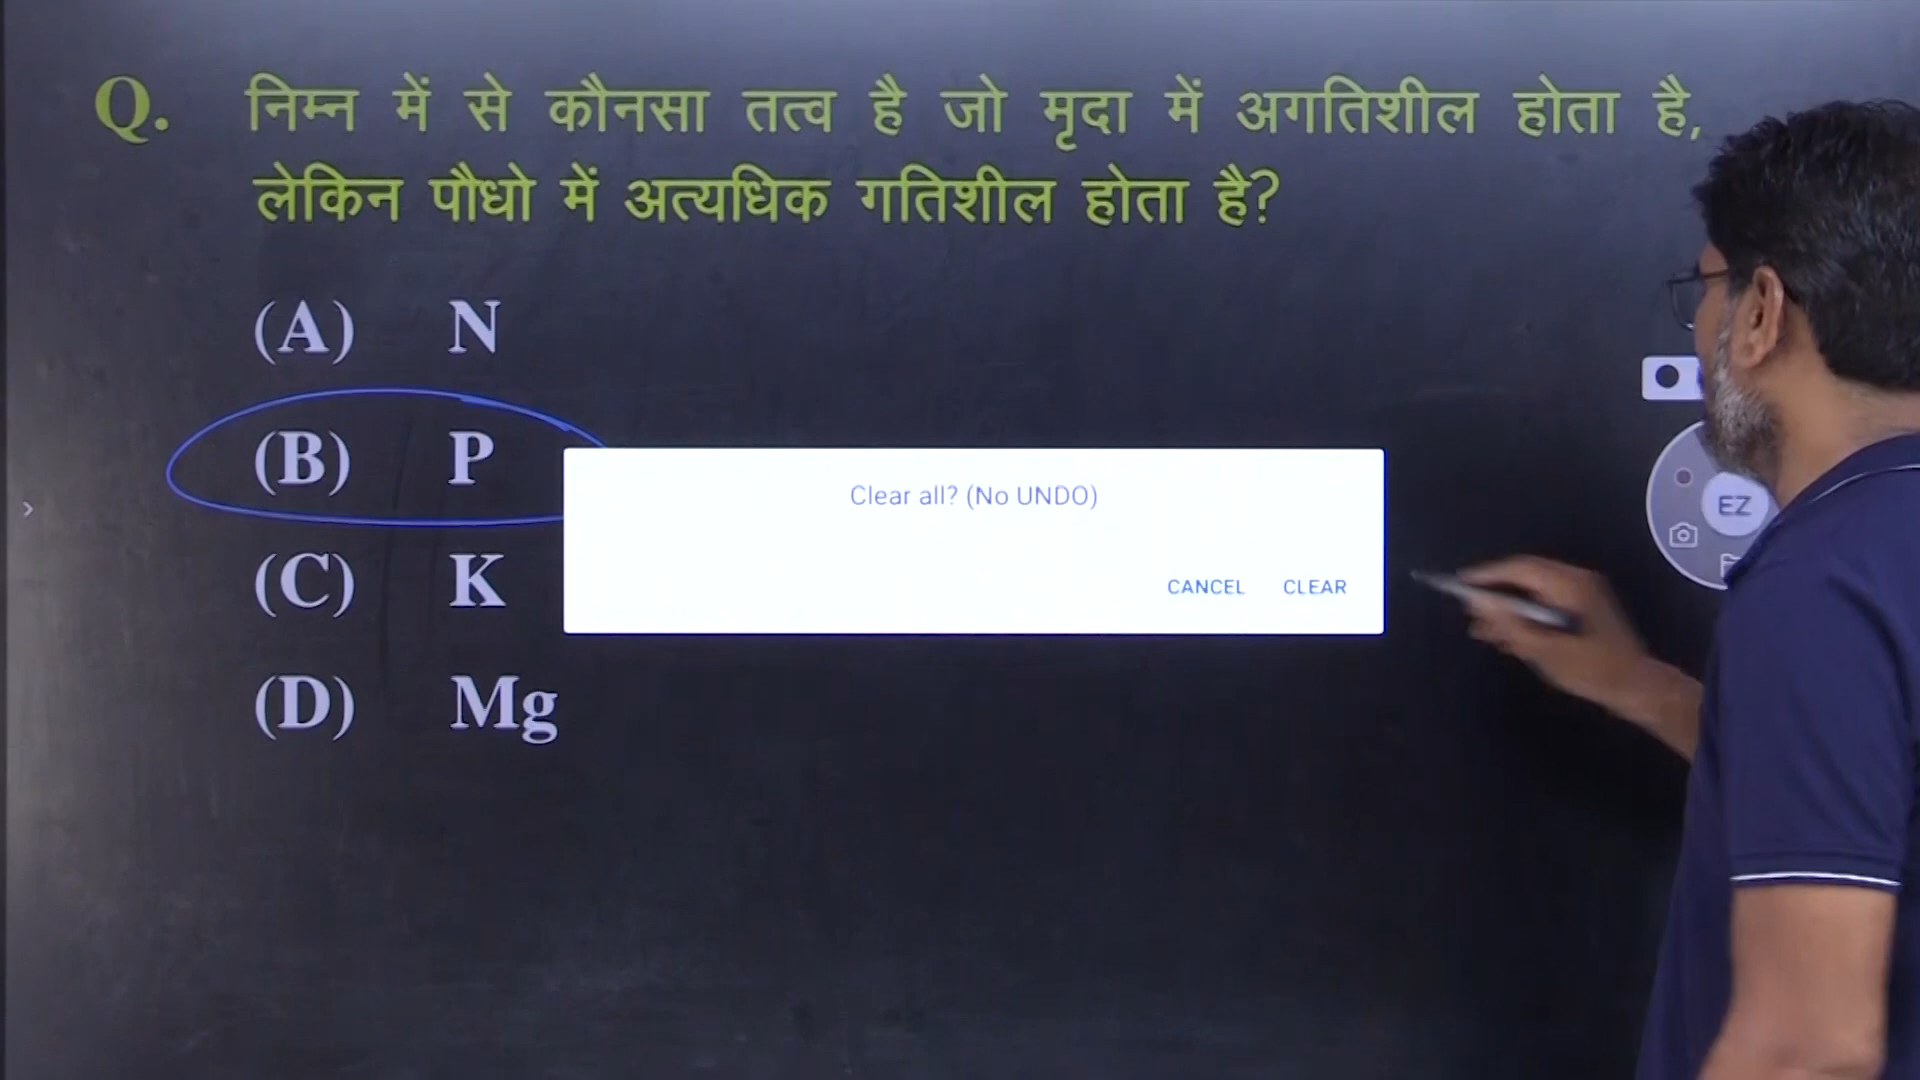 Q. निम्न में से कौनसा तत्व है जो मृदा में अगतिशील होता है,
लेकिन पौधो में अत्यधिक गतिशील होता है?
(A) N
(B) P
(C) K
(D) Mg
Clear all? (No UNDO)
CANCEL CLEAR
EZ